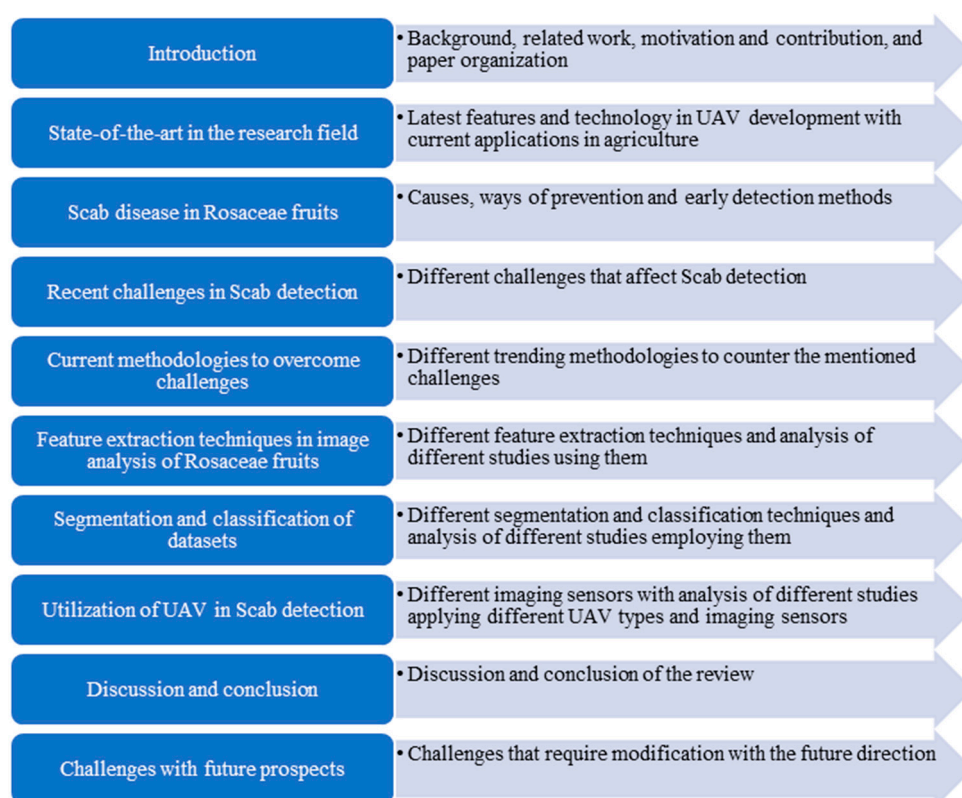 Introduction
• Background, related work, motivation and contribution, and
paper organization
State-of-the-art in the research field
• Latest features and technology in UAV development with
current applications in agriculture
Scab disease in Rosaceae fruits
• Causes, ways of prevention and early detection methods
Recent challenges in Scab detection
• Different challenges that affect Scab detection
Current methodologies to overcome
challenges
• Different trending methodologies to counter the mentioned
challenges
Feature extraction techniques in image
analysis of Rosaceae fruits
• Different feature extraction techniques and analysis of
different studies using them
Segmentation and classification of
datasets
• Different segmentation and classification techniques and
analysis of different studies employing them
Utilization of UAV in Scab detection
• Different imaging sensors with analysis of different studies
applying different UAV types and imaging sensors
Discussion and conclusion
• Discussion and conclusion of the review
Challenges with future prospects
• Challenges that require modification with the future direction